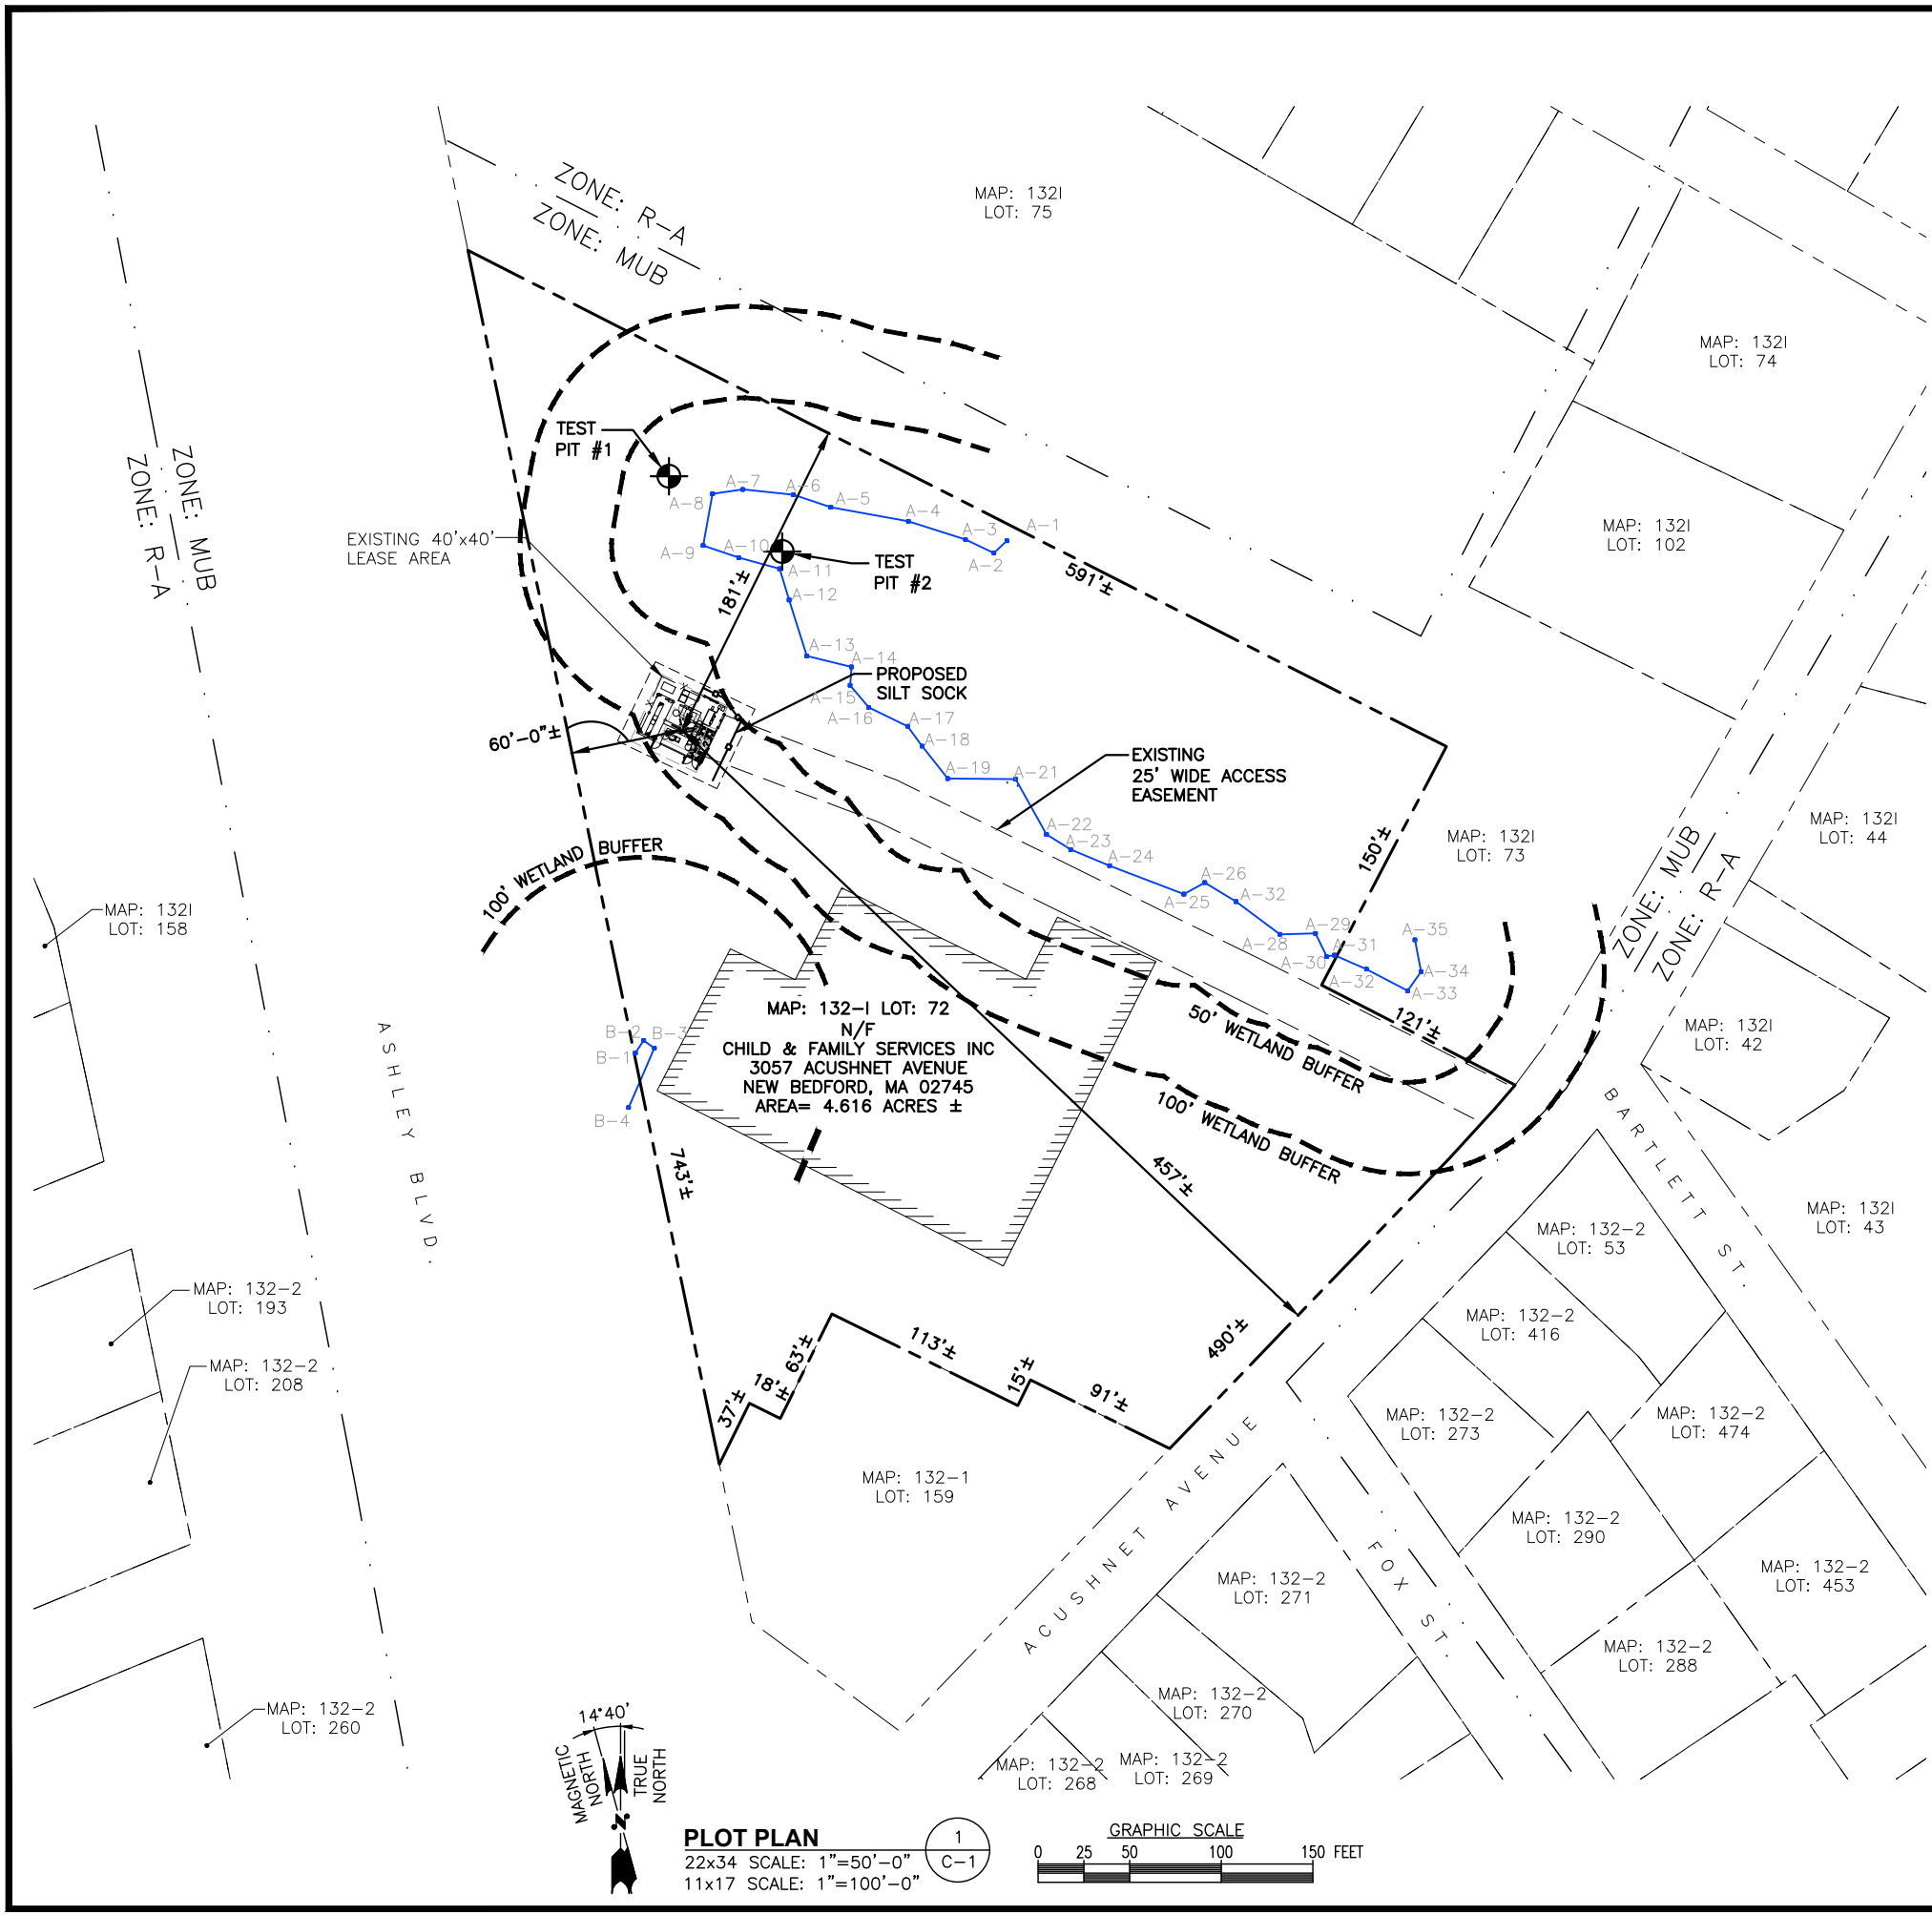 ZONE: R-A
ZONE: MUB
MAP: 132I
LOT: 75
MAP: 132I
LOT: 74
TEST
PIT #1
ZONE: MUB
ZONE: R-A
A-7
A-6
A-8
A-5
A-4
A-3
A-1
A-2
MAP: 132I
LOT: 102
EXISTING 40'x40'
LEASE AREA
A-9
A-10
A-11
A-12
TEST
PIT #2
181'±
591'±
A-13
A-14
A-15
A-16
PROPOSED
SILT SOCK
A-17
A-18
60'-0"±
A-19
A-21
EXISTING
25' WIDE ACCESS
EASEMENT
A-22
A-23
A-24
A-25
A-26
A-32
A-28
A-29
A-30
A-31
A-32
A-33
A-34
A-35
150'±
MAP: 132I
LOT: 73
MAP: 132I
LOT: 44
ZONE: MUB
ZONE: R-A
100' WETLAND BUFFER
MAP: 132I
LOT: 158
MAP: 132-I LOT: 72
N/F
CHILD & FAMILY SERVICES INC
3057 ACUSHNET AVENUE
NEW BEDFORD, MA 02745
AREA= 4.616 ACRES ±
B-2
B-3
B-1
B-4
50' WETLAND BUFFER
100' WETLAND BUFFER
121'±
MAP: 132I
LOT: 42
ASHLEY BLVD.
BARTLETT ST.
743'±
457'±
MAP: 132I
LOT: 43
MAP: 132-2
LOT: 53
MAP: 132-2
LOT: 193
MAP: 132-2
LOT: 208
MAP: 132-2
LOT: 416
490'±
37'±
18'±
63'±
113'±
15'±
91'±
MAP: 132-2
LOT: 273
MAP: 132-2
LOT: 474
MAP: 132-1
LOT: 159
ACUSHNET AVENUE
FOX ST.
MAP: 132-2
LOT: 290
MAP: 132-2
LOT: 453
MAP: 132-2
LOT: 271
MAP: 132-2
LOT: 288
MAP: 132-2
LOT: 260
MAP: 132-2
LOT: 270
MAP: 132-2
LOT: 268
MAP: 132-2
LOT: 269
14°40'
MAGNETIC
NORTH
TRUE
NORTH
N
PLOT PLAN
22x34 SCALE: 1"=50'-0"
11x17 SCALE: 1"=100'-0"
1
C-1
GRAPHIC SCALE
0 25 50 100 150 FEET